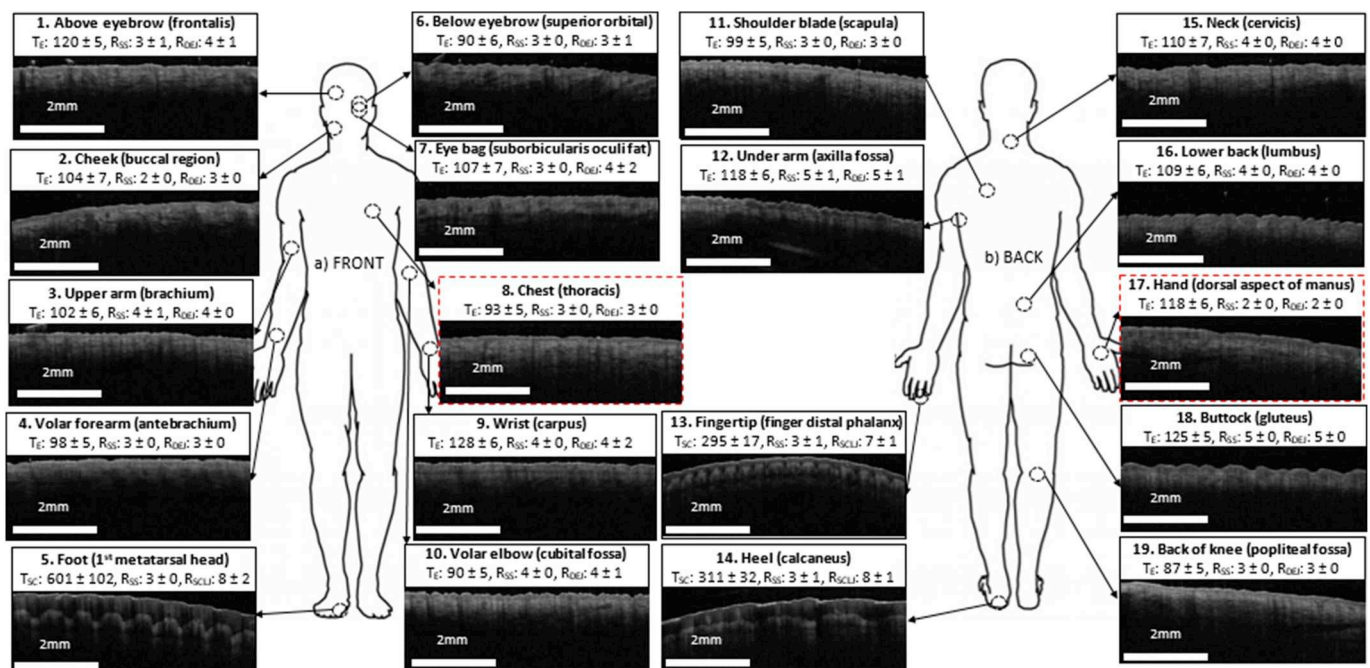 1. Above eyebrow (frontalis)
TE: 120 ± 5, RSS: 3 ± 1, RDEJ: 4 ± 1
2mm
2. Cheek (buccal region)
TE: 104 ± 7, RSS: 2 ± 0, RDEJ: 3 ± 0
2mm
3. Upper arm (brachium)
TE: 102 ± 6, RSS: 4 ± 1, RDEJ: 4 ± 0
2mm
4. Volar forearm (antebrachium)
TE: 98 ± 5, RSS: 3 ± 0, RDEJ: 3 ± 0
2mm
5. Foot (1st metatarsal head)
TSC: 601 ± 102, RSS: 3 ± 0, RSCLJ: 8 ± 2
2mm
6. Below eyebrow (superior orbital)
TE: 90 ± 6, RSS: 3 ± 0, RDEJ: 3 ± 1
2mm
7. Eye bag (suborbicularis oculi fat)
TE: 107 ± 7, RSS: 3 ± 0, RDEJ: 4 ± 2
2mm
a) FRONT
8. Chest (thoracis)
TE: 93 ± 5, RSS: 3 ± 0, RDEJ: 3 ± 0
2mm
9. Wrist (carpus)
TE: 128 ± 6, RSS: 4 ± 0, RDEJ: 4 ± 2
2mm
10. Volar elbow (cubital fossa)
TE: 90 ± 5, RSS: 4 ± 0, RDEJ: 4 ± 1
2mm
11. Shoulder blade (scapula)
TE: 99 ± 5, RSS: 3 ± 0, RDEJ: 3 ± 0
2mm
12. Under arm (axilla fossa)
TE: 118 ± 6, RSS: 5 ± 1, RDEJ: 5 ± 1
2mm
b) BACK
13. Fingertip (finger distal phalanx)
TSC: 295 ± 17, RSS: 3 ± 1, RSCLJ: 7 ± 1
2mm
14. Heel (calcaneus)
TSC: 311 ± 32, RSS: 3 ± 1, RSCLJ: 8 ± 1
2mm
15. Neck (cervicis)
TE: 110 ± 7, RSS: 4 ± 0, RDEJ: 4 ± 0
2mm
16. Lower back (lumbus)
TE: 109 ± 6, RSS: 4 ± 0, RDEJ: 4 ± 0
2mm
17. Hand (dorsal aspect of manus)
TE: 118 ± 6, RSS: 2 ± 0, RDEJ: 2 ± 0
2mm
18. Buttock (gluteus)
TE: 125 ± 5, RSS: 5 ± 0, RDEJ: 5 ± 0
2mm
19. Back of knee (popliteal fossa)
TE: 87 ± 5, RSS: 3 ± 0, RDEJ: 3 ± 0
2mm